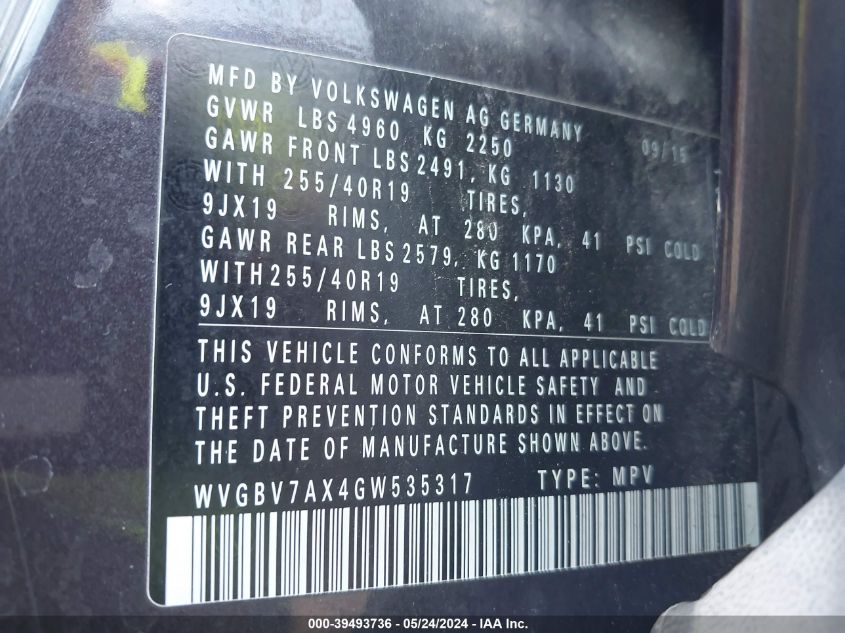 MFD BY VOLKSWAGEN AG GERMANY 09/15
GVWR LBS 4960 KG 2250
GAWR FRONT LBS 2491, KG 1130
WITH 255/40R19 TIRES,
9JX19 RIMS, AT 280 KPA, 41 PSI COLD
GAWR REAR LBS 2579, KG 1170
WITH 255/40R19 TIRES,
9JX19 RIMS, AT 280 KPA, 41 PSI COLD
THIS VEHICLE CONFORMS TO ALL APPLICABLE
U.S. FEDERAL MOTOR VEHICLE SAFETY AND
THEFT PREVENTION STANDARDS IN EFFECT ON
THE DATE OF MANUFACTURE SHOWN ABOVE.
WVGBV7AX4GW535317 TYPE: MPV
000-39493736 - 05/24/2024 - IAA Inc.